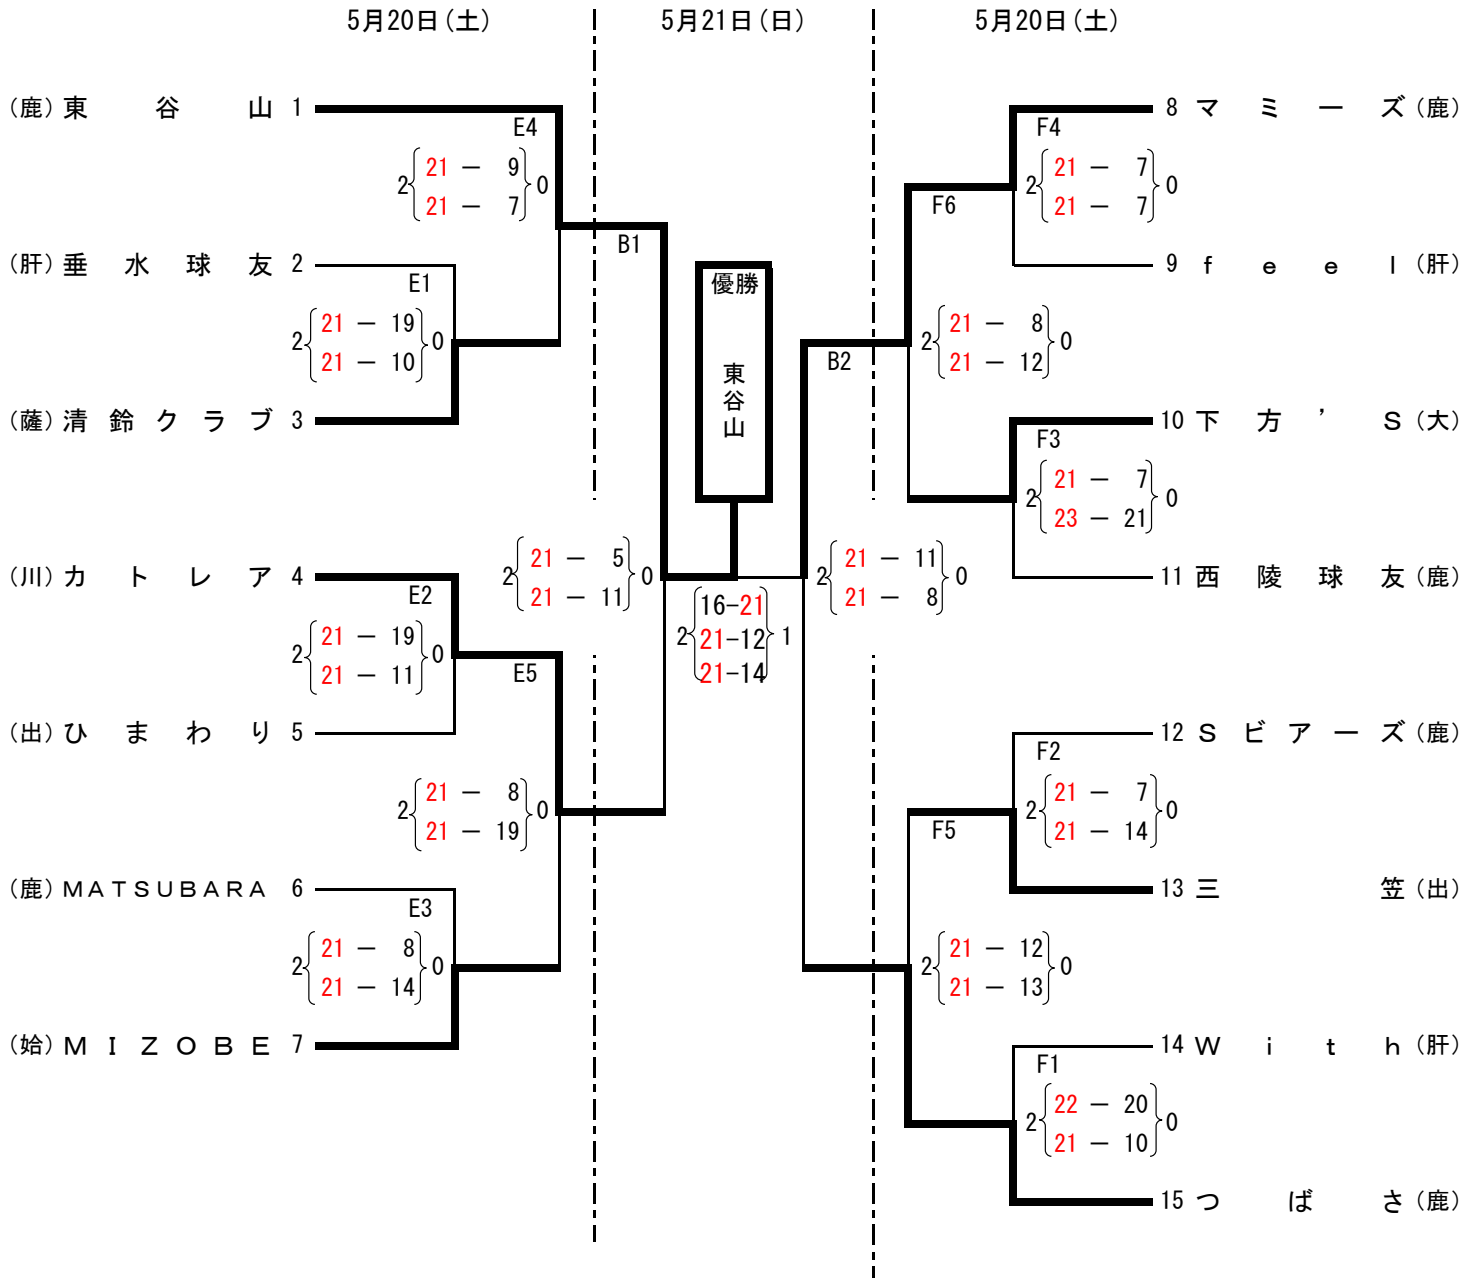 5月20日(土) 5月21日(日) 5月20日(土)
(鹿) 東谷山 1
E4
2 21 － 9 0
21 － 7
(肝) 垂水球友 2
E1
2 21 － 19 0
21 － 10
(薩) 清鈴クラブ 3
B1
(川) カトレア 4
E2
2 21 － 19 0
21 － 11
(出) ひまわり 5
E5
2 21 － 8 0
21 － 19
(鹿) ＭＡＴＳＵＢＡＲＡ 6
E3
2 21 － 8 0
21 － 14
(姶) ＭＩＺＯＢＥ 7
2 21 － 5 0
21 － 11
優勝
東谷山
16-21
2 21-12 1
21-14
B2
2 21 － 11 0
21 － 8
8 マミーズ (鹿)
F4
2 21 － 7 0
21 － 7
9 ｆｅｅｌ (肝)
F6
2 21 － 8 0
21 － 12
10 下方’Ｓ (大)
F3
2 21 － 7 0
23 － 21
11 西陵球友 (鹿)
12 Ｓビアーズ (鹿)
F2
2 21 － 7 0
21 － 14
13 三笠 (出)
F5
2 21 － 12 0
21 － 13
14 Ｗｉｔｈ (肝)
F1
2 22 － 20 0
21 － 10
15 つばさ (鹿)